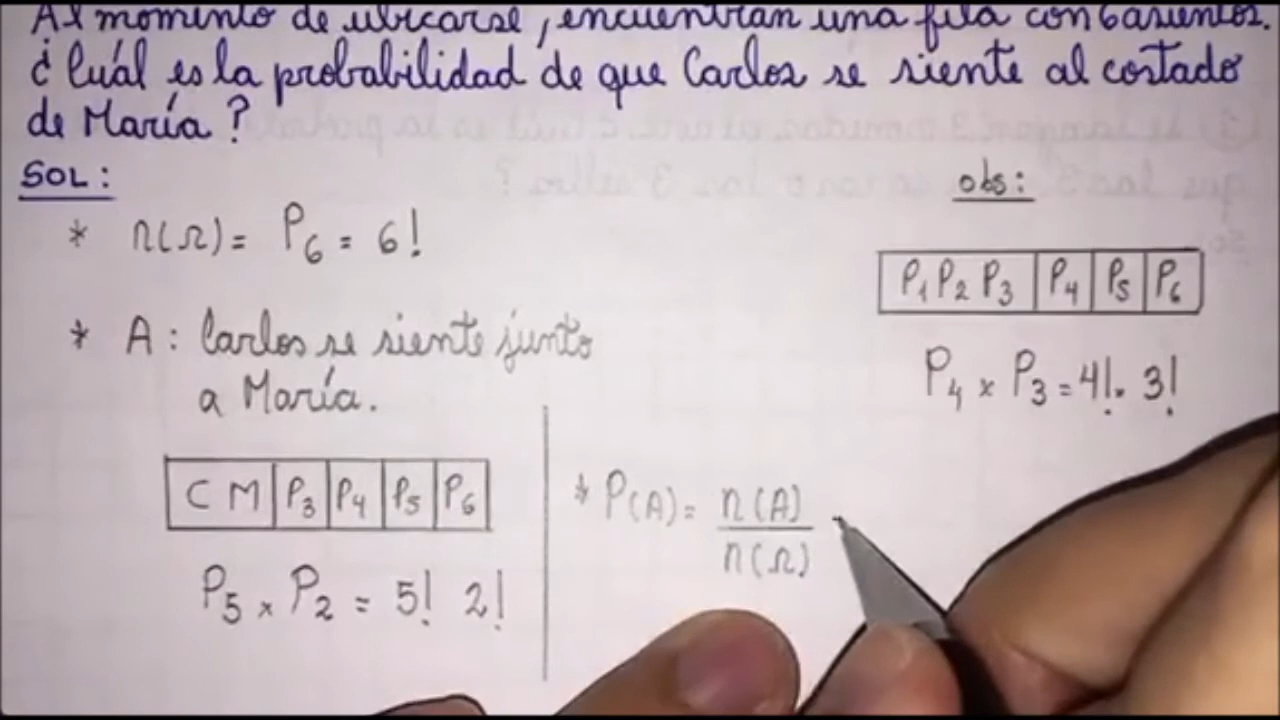 Al momento de ubicarse, encuentran una fila con 6 asientos.
¿Cuál es la probabilidad de que Carlos se siente al costado
de María?
SOL:
* n(Ω) = P6 = 6!
* A: Carlos se siente junto
a María.
C M P3 P4 P5 P6
P5 x P2 = 5! 2!
obs:
P1 P2 P3 P4 P5 P6
P4 x P3 = 4!. 3!
* P(A) = n(A)
n(Ω)